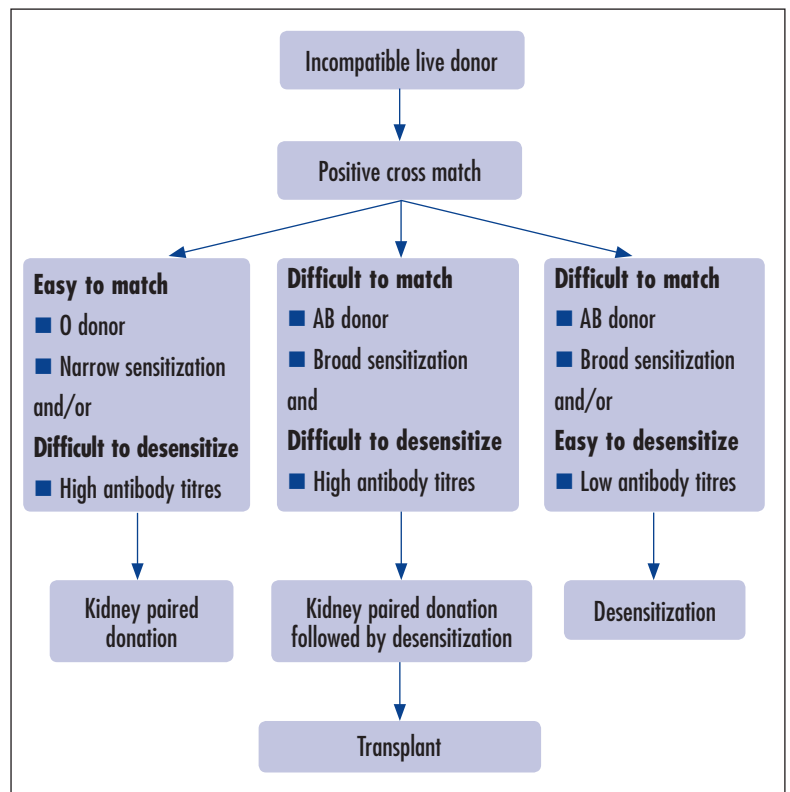 Incompatible live donor
Positive cross match
Easy to match
■ O donor
■ Narrow sensitization
and/or
Difficult to desensitize
■ High antibody titres
Difficult to match
■ AB donor
■ Broad sensitization
and
Difficult to desensitize
■ High antibody titres
Difficult to match
■ AB donor
■ Broad sensitization
and/or
Easy to desensitize
■ Low antibody titres
Kidney paired
donation
Kidney paired donation
followed by desensitization
Desensitization
Transplant